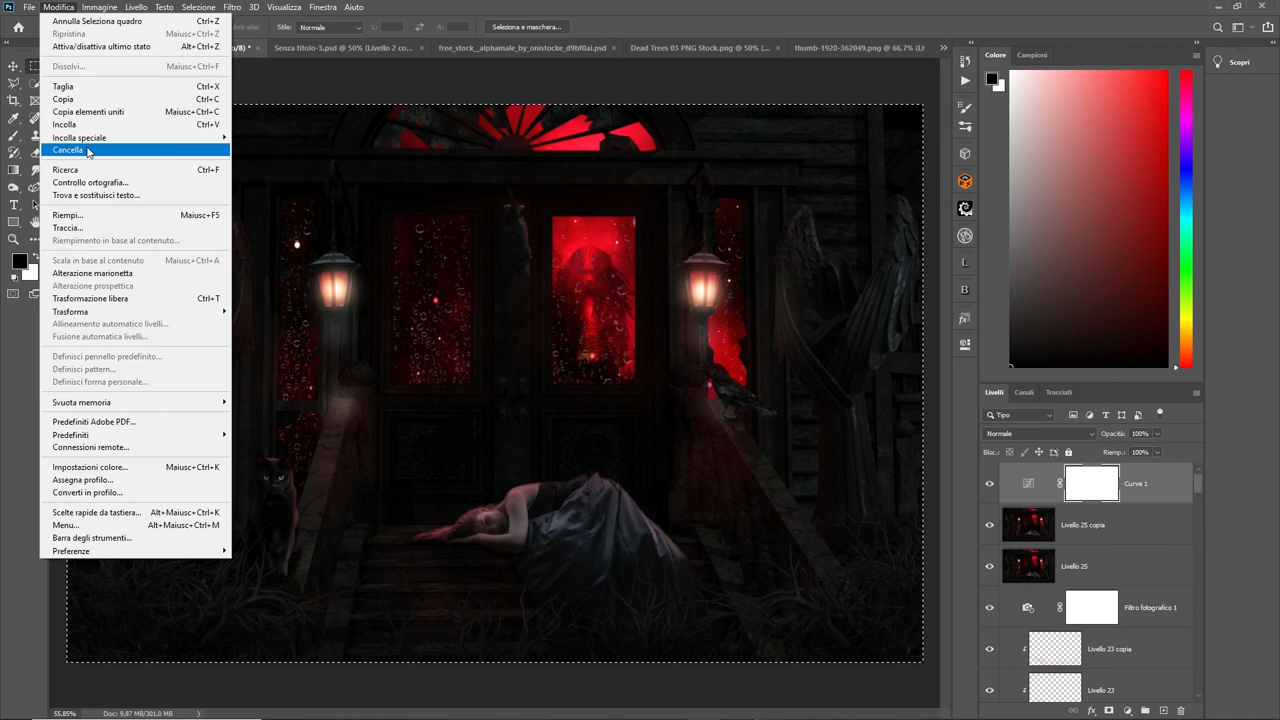 Ps File Modifica Immagine Livello Testo Selezione Filtro 3D Visualizza Finestra Aiuto
Anti-alias Stile: Normale L: A: Seleziona e maschera...
B/8) * × Senza titolo-3.psd @ 50% (Livello 2 co... × free_stock_alphamale_by_onistocke_d9bf0ai.psd × Dead Trees 03 PNG Stock.png @ 50% (... × thumb-1920-362049.png @ 66,7% (L
Annulla Seleziona quadro Ctrl+Z
Ripristina Maiusc+Ctrl+Z
Attiva/disattiva ultimo stato Alt+Ctrl+Z
Dissolvi... Maiusc+Ctrl+F
Taglia Ctrl+X
Copia Ctrl+C
Copia elementi uniti Maiusc+Ctrl+C
Incolla Ctrl+V
Incolla speciale
Cancella
Ricerca Ctrl+F
Controllo ortografia...
Trova e sostituisci testo...
Riempi... Maiusc+F5
Traccia...
Riempimento in base al contenuto...
Scala in base al contenuto Maiusc+Ctrl+A
Alterazione marionetta
Alterazione prospettica
Trasformazione libera Ctrl+T
Trasforma
Allineamento automatico livelli...
Fusione automatica livelli...
Definisci pennello predefinito...
Definisci pattern...
Definisci forma personale...
Svuota memoria
Predefiniti Adobe PDF...
Predefiniti
Connessioni remote...
Impostazioni colore... Maiusc+Ctrl+K
Assegna profilo...
Converti in profilo...
Scelte rapide da tastiera... Alt+Maiusc+Ctrl+K
Menu... Alt+Maiusc+Ctrl+M
Barra degli strumenti...
Preferenze
Colore Campioni
Scopri
Livelli Canali Tracciati
Tipo
Normale Opacità: 100%
Bloc.: Riemp.: 100%
Curve 1
Livello 25 copia
Livello 25
Filtro fotografico 1
Livello 23 copia
Livello 23
55,85% Doc: 9,87 MB/301,0 MB